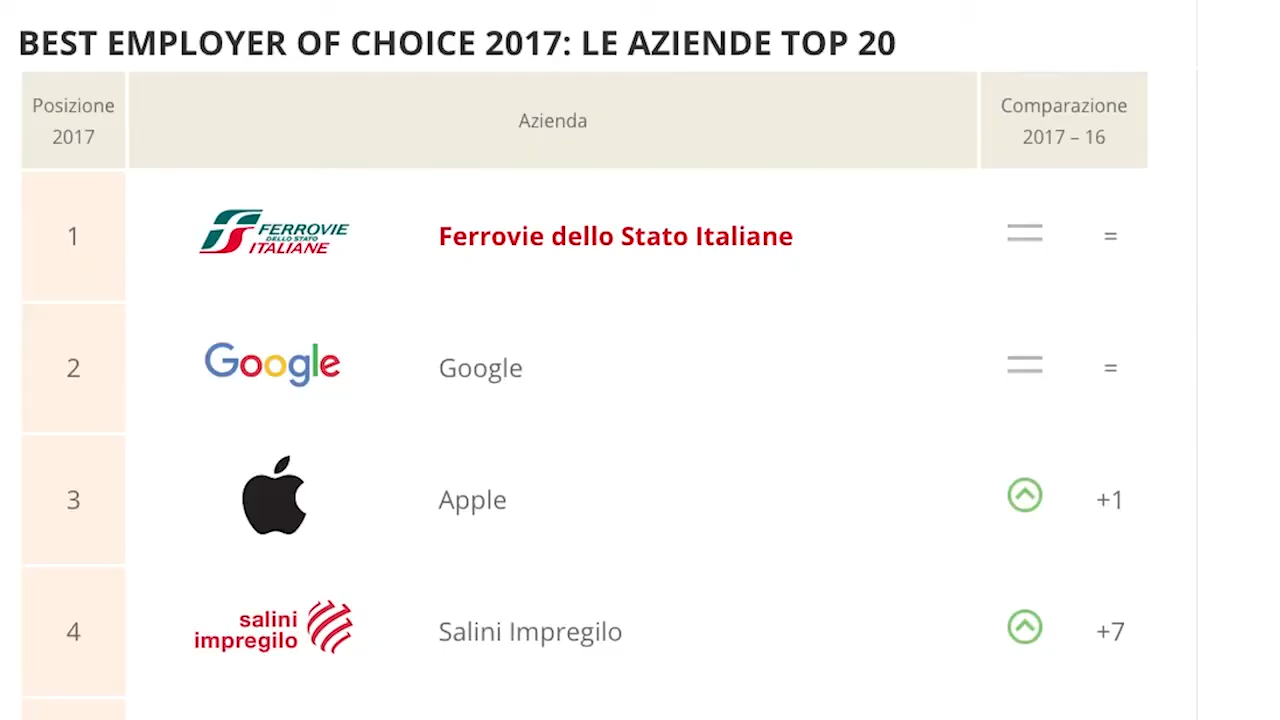 BEST EMPLOYER OF CHOICE 2017: LE AZIENDE TOP 20
Posizione
2017
Azienda
Comparazione
2017 – 16
1
FERROVIE
DELLO STATO
ITALIANE
Ferrovie dello Stato Italiane
=
2
Google
Google
=
3
Apple
+1
4
salini
impregilo
Salini Impregilo
+7